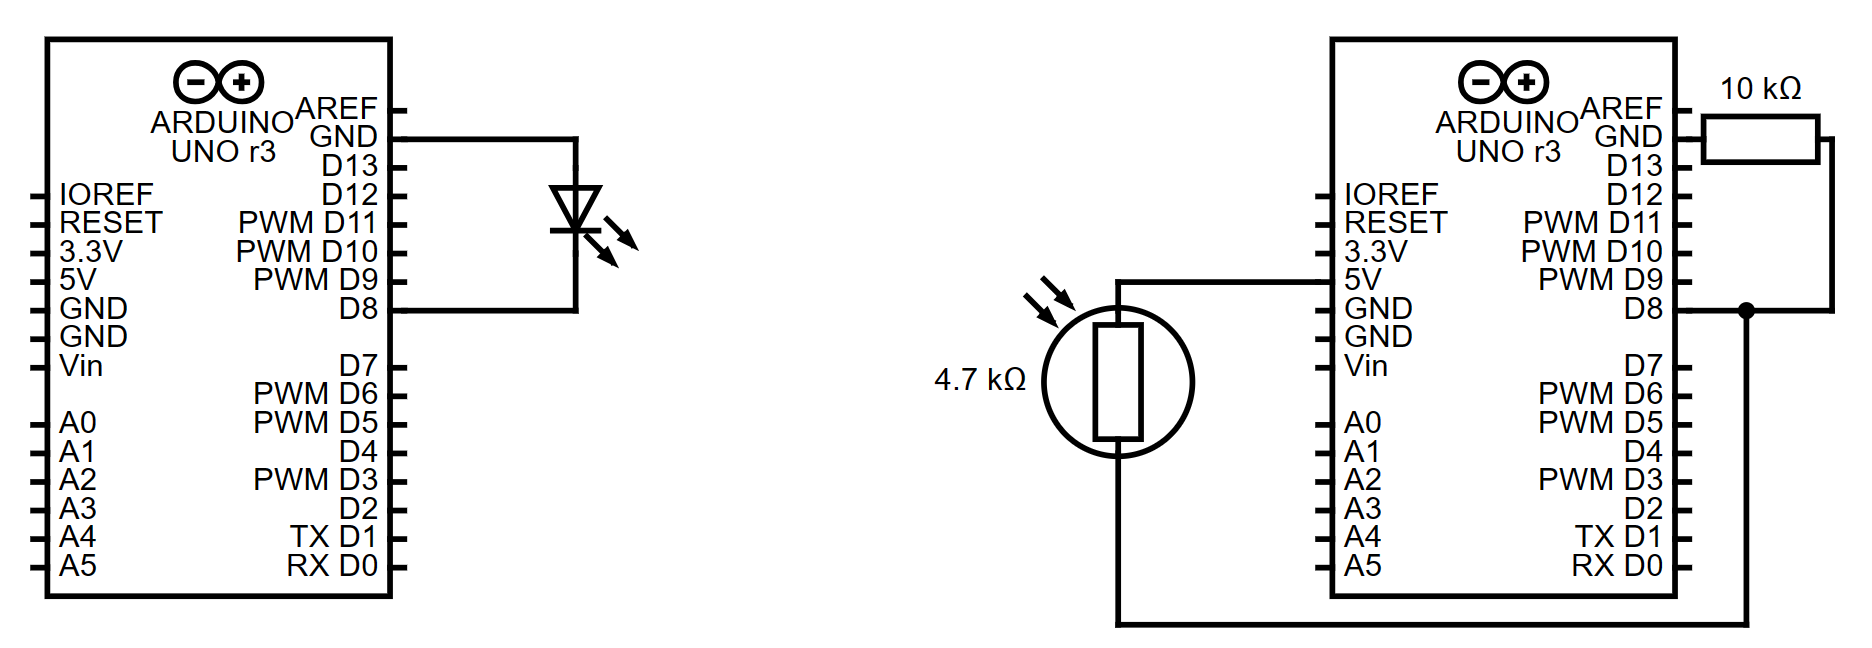 AREF
ARDUINO
GND
UNO r3
D13
IOREF
D12
RESET
PWM D11
3.3V
PWM D10
5V
PWM D9
GND
D8
GND
Vin
D7
PWM D6
A0
PWM D5
A1
D4
A2
PWM D3
A3
D2
A4
TX D1
A5
RX D0
4.7 kΩ
10 kΩ
AREF
ARDUINO
GND
UNO r3
D13
IOREF
D12
RESET
PWM D11
3.3V
PWM D10
5V
PWM D9
GND
D8
GND
Vin
D7
PWM D6
A0
PWM D5
A1
D4
A2
PWM D3
A3
D2
A4
TX D1
A5
RX D0